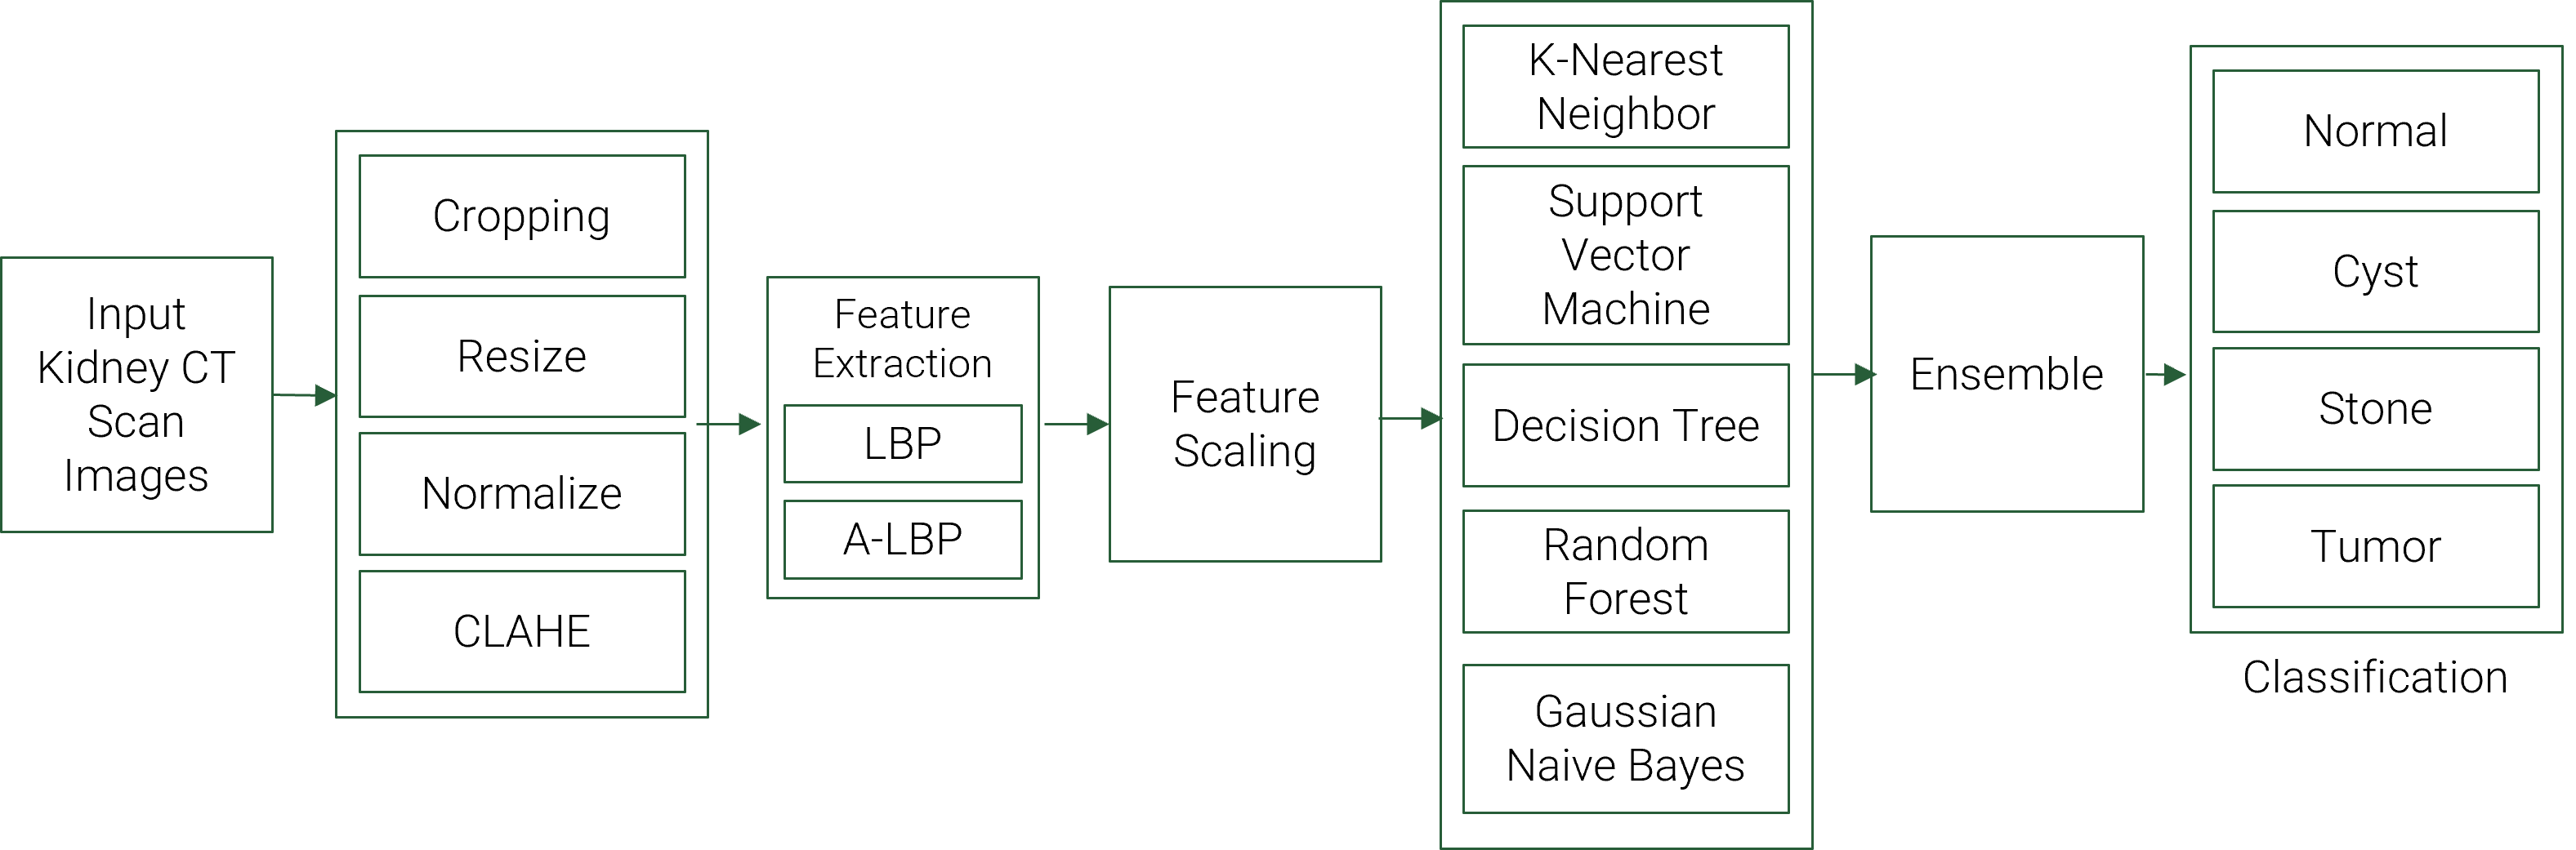 Input
Kidney CT
Scan
Images
Cropping
Resize
Normalize
CLAHE
Feature
Extraction
LBP
A-LBP
Feature
Scaling
K-Nearest
Neighbor
Support
Vector
Machine
Decision Tree
Random
Forest
Gaussian
Naive Bayes
Ensemble
Normal
Cyst
Stone
Tumor
Classification